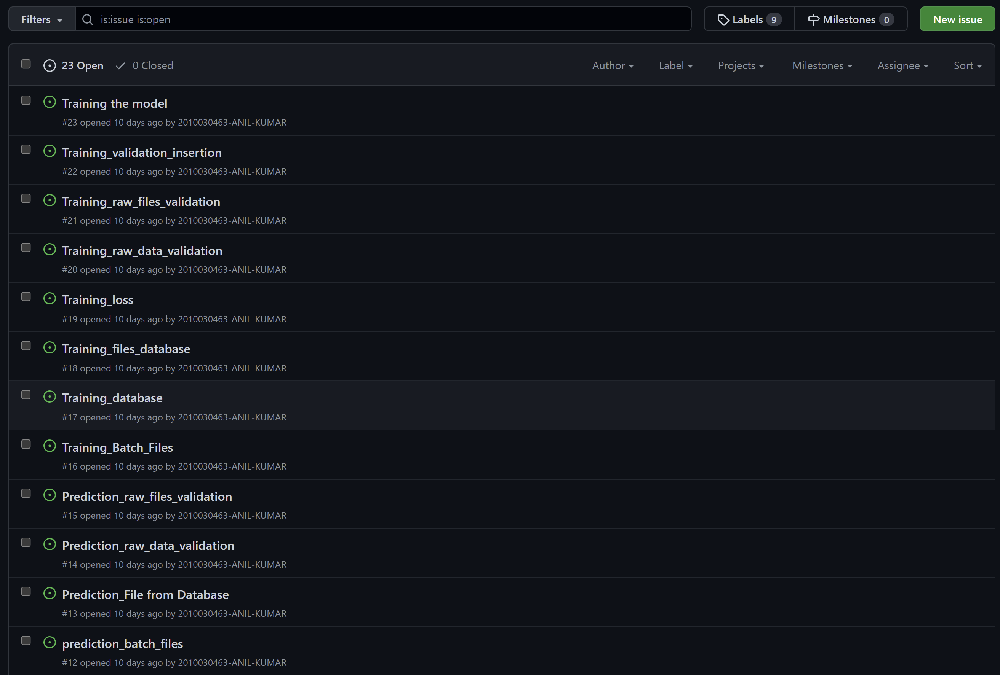 Filters is:issue is:open Labels 9 Milestones 0 New issue
23 Open 0 Closed Author Label Projects Milestones Assignee Sort
Training the model
#23 opened 10 days ago by 2010030463-ANIL-KUMAR
Training_validation_insertion
#22 opened 10 days ago by 2010030463-ANIL-KUMAR
Training_raw_files_validation
#21 opened 10 days ago by 2010030463-ANIL-KUMAR
Training_raw_data_validation
#20 opened 10 days ago by 2010030463-ANIL-KUMAR
Training_loss
#19 opened 10 days ago by 2010030463-ANIL-KUMAR
Training_files_database
#18 opened 10 days ago by 2010030463-ANIL-KUMAR
Training_database
#17 opened 10 days ago by 2010030463-ANIL-KUMAR
Training_Batch_Files
#16 opened 10 days ago by 2010030463-ANIL-KUMAR
Prediction_raw_files_validation
#15 opened 10 days ago by 2010030463-ANIL-KUMAR
Prediction_raw_data_validation
#14 opened 10 days ago by 2010030463-ANIL-KUMAR
Prediction_File from Database
#13 opened 10 days ago by 2010030463-ANIL-KUMAR
prediction_batch_files
#12 opened 10 days ago by 2010030463-ANIL-KUMAR